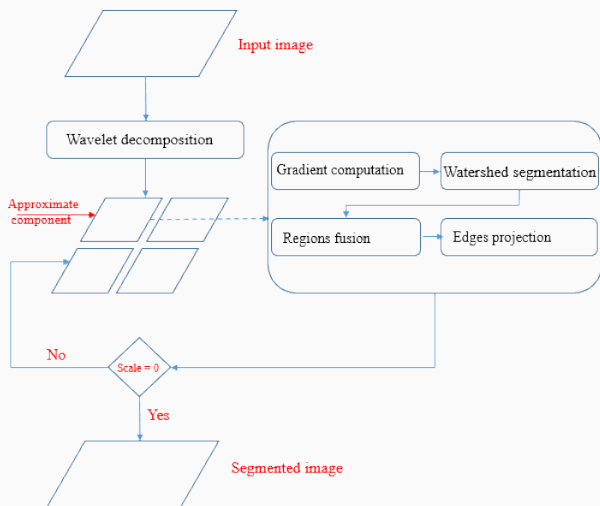 Input image
Wavelet decomposition
Gradient computation
Watershed segmentation
Approximate
component
Regions fusion
Edges projection
No
Scale = 0
Yes
Segmented image